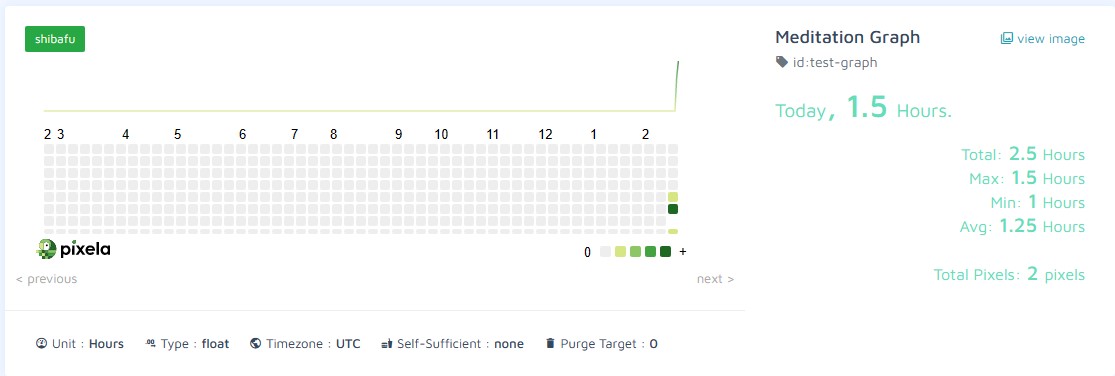 shibafu
2 3 4 5 6 7 8 9 10 11 12 1 2
pixela
0 +
< previous next >
Unit : Hours .00 Type : float Timezone : UTC Self-Sufficient : none Purge Target : 0
Meditation Graph view image
id:test-graph
Today, 1.5 Hours.
Total: 2.5 Hours
Max: 1.5 Hours
Min: 1 Hours
Avg: 1.25 Hours
Total Pixels: 2 pixels